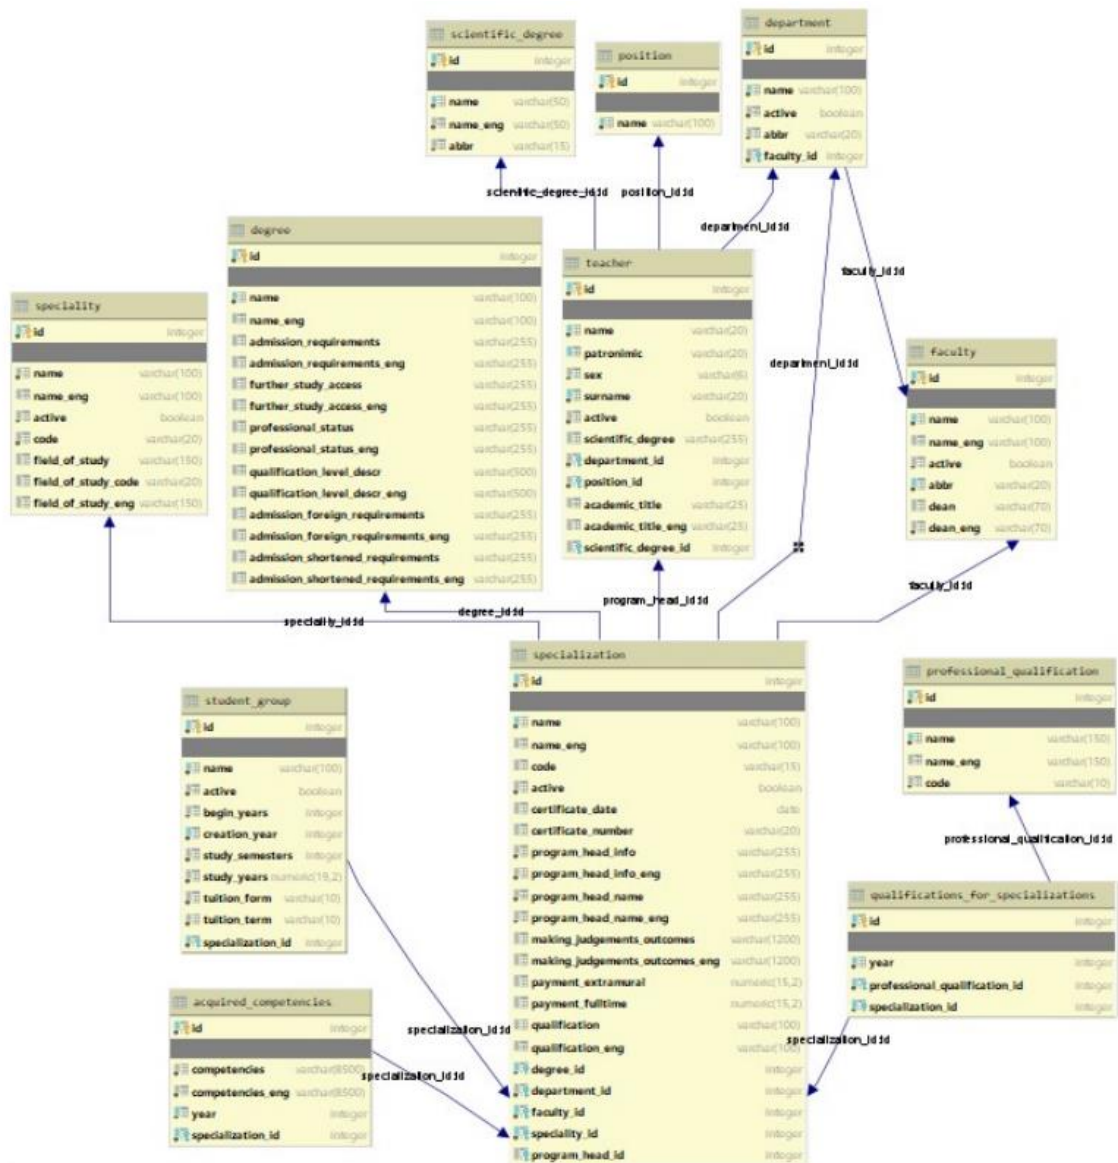 scientific_degree
id integer
name varchar(50)
name_eng varchar(50)
abbr varchar(15)
position
id integer
name varchar(100)
department
id integer
name varchar(100)
active boolean
abbr varchar(20)
faculty_id integer
scientific_degree_id:id
position_id:id
department_id:id
faculty_id:id
department_id:id
degree
id integer
name varchar(100)
name_eng varchar(100)
admission_requirements varchar(255)
admission_requirements_eng varchar(255)
further_study_access varchar(255)
further_study_access_eng varchar(255)
professional_status varchar(255)
professional_status_eng varchar(255)
qualification_level_descr varchar(500)
qualification_level_descr_eng varchar(500)
admission_foreign_requirements varchar(255)
admission_foreign_requirements_eng varchar(255)
admission_shortened_requirements varchar(255)
admission_shortened_requirements_eng varchar(255)
teacher
id integer
name varchar(20)
patronimic varchar(20)
sex varchar(6)
surname varchar(20)
active boolean
scientific_degree varchar(255)
department_id integer
position_id integer
academic_title varchar(25)
academic_title_eng varchar(25)
scientific_degree_id integer
speciality
id integer
name varchar(100)
name_eng varchar(100)
active boolean
code varchar(20)
field_of_study varchar(150)
field_of_study_code varchar(20)
field_of_study_eng varchar(150)
faculty
id integer
name varchar(100)
name_eng varchar(100)
active boolean
abbr varchar(20)
dean varchar(70)
dean_eng varchar(70)
speciality_id:id
degree_id:id
program_head_id:id
faculty_id:id
specialization
id integer
name varchar(100)
name_eng varchar(100)
code varchar(15)
active boolean
certificate_date date
certificate_number varchar(20)
program_head_info varchar(255)
program_head_info_eng varchar(255)
program_head_name varchar(255)
program_head_name_eng varchar(255)
making_judgements_outcomes varchar(1200)
making_judgements_outcomes_eng varchar(1200)
payment_extramural numeric(15,2)
payment_fulltime numeric(15,2)
qualification varchar(100)
qualification_eng varchar(100)
degree_id integer
department_id integer
faculty_id integer
speciality_id integer
program_head_id integer
student_group
id integer
name varchar(100)
active boolean
begin_years integer
creation_year integer
study_semesters integer
study_years numeric(19,2)
tuition_form varchar(10)
tuition_term varchar(10)
specialization_id integer
professional_qualification
id integer
name varchar(150)
name_eng varchar(150)
code varchar(10)
professional_qualification_id:id
qualifications_for_specializations
id integer
year integer
professional_qualification_id integer
specialization_id integer
specialization_id:id
acquired_competencies
id integer
competencies varchar(8500)
competencies_eng varchar(8500)
year integer
specialization_id integer
specialization_id:id
specialization_id:id